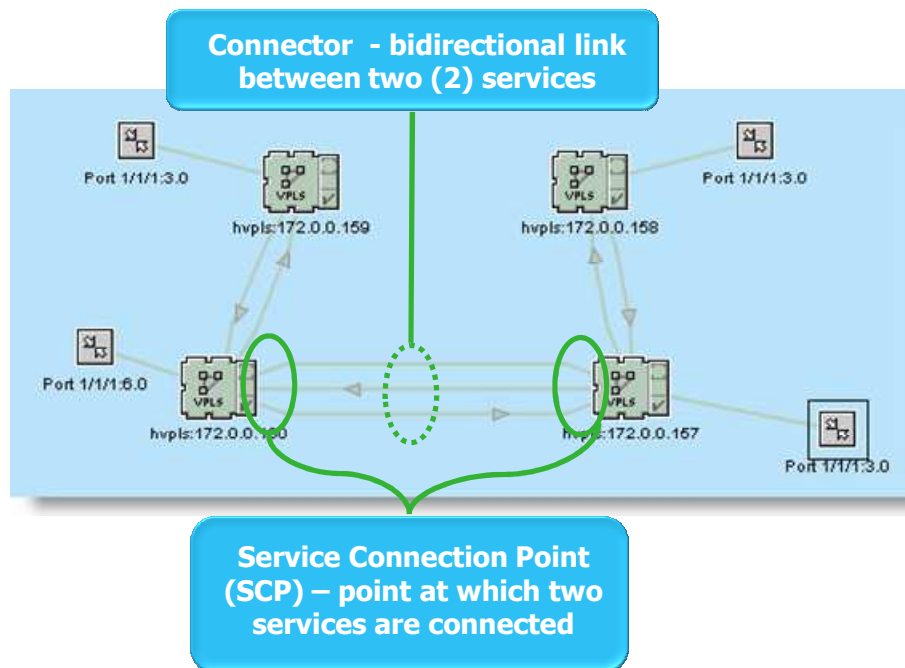 Connector - bidirectional link
between two (2) services
Port 1/1/1:3.0
VPLS
hvpls:172.0.0.159
VPLS
hvpls:172.0.0.158
Port 1/1/1:3.0
Port 1/1/1:6.0
VPLS
hvpls:172.0.0.160
VPLS
hvpls:172.0.0.157
Port 1/1/1:3.0
Service Connection Point
(SCP) – point at which two
services are connected